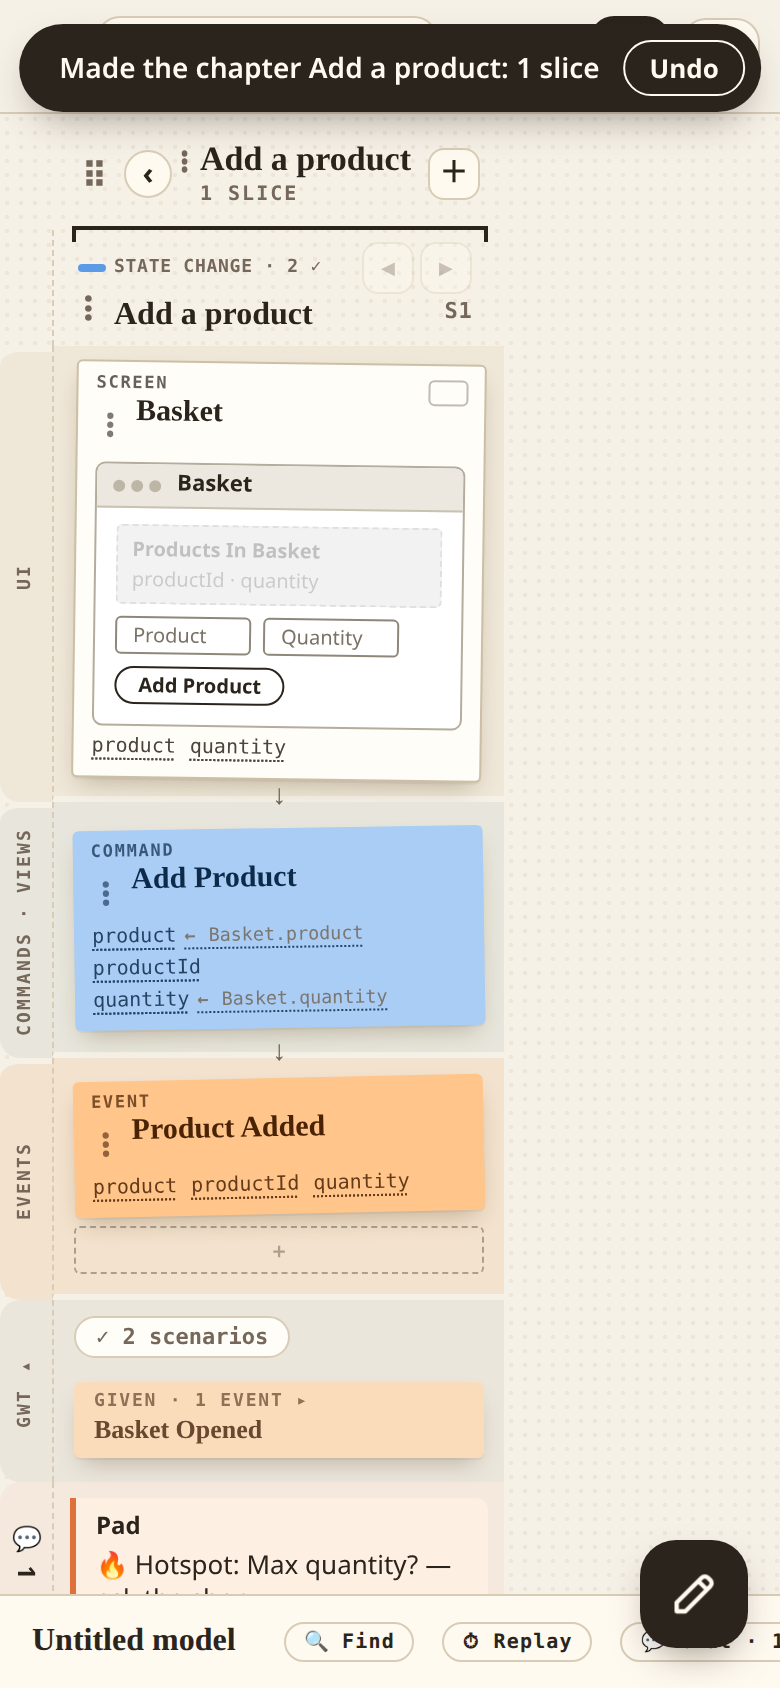 Made the chapter Add a product: 1 slice
Undo
‹
Add a product
+
1 SLICE
STATE CHANGE · 2 ✓
◀
▶
Add a product
S1
UI
SCREEN
Basket
Basket
Products In Basket
productId · quantity
Product
Quantity
Add Product
product quantity
↓
COMMANDS · VIEWS
COMMAND
Add Product
product ← Basket.product
productId
quantity ← Basket.quantity
↓
EVENTS
EVENT
Product Added
product productId quantity
+
GWT ▸
✓ 2 scenarios
GIVEN · 1 EVENT ▸
Basket Opened
💬 1
Pad
🔥 Hotspot: Max quantity? —
Untitled model
🔍 Find
⏱ Replay